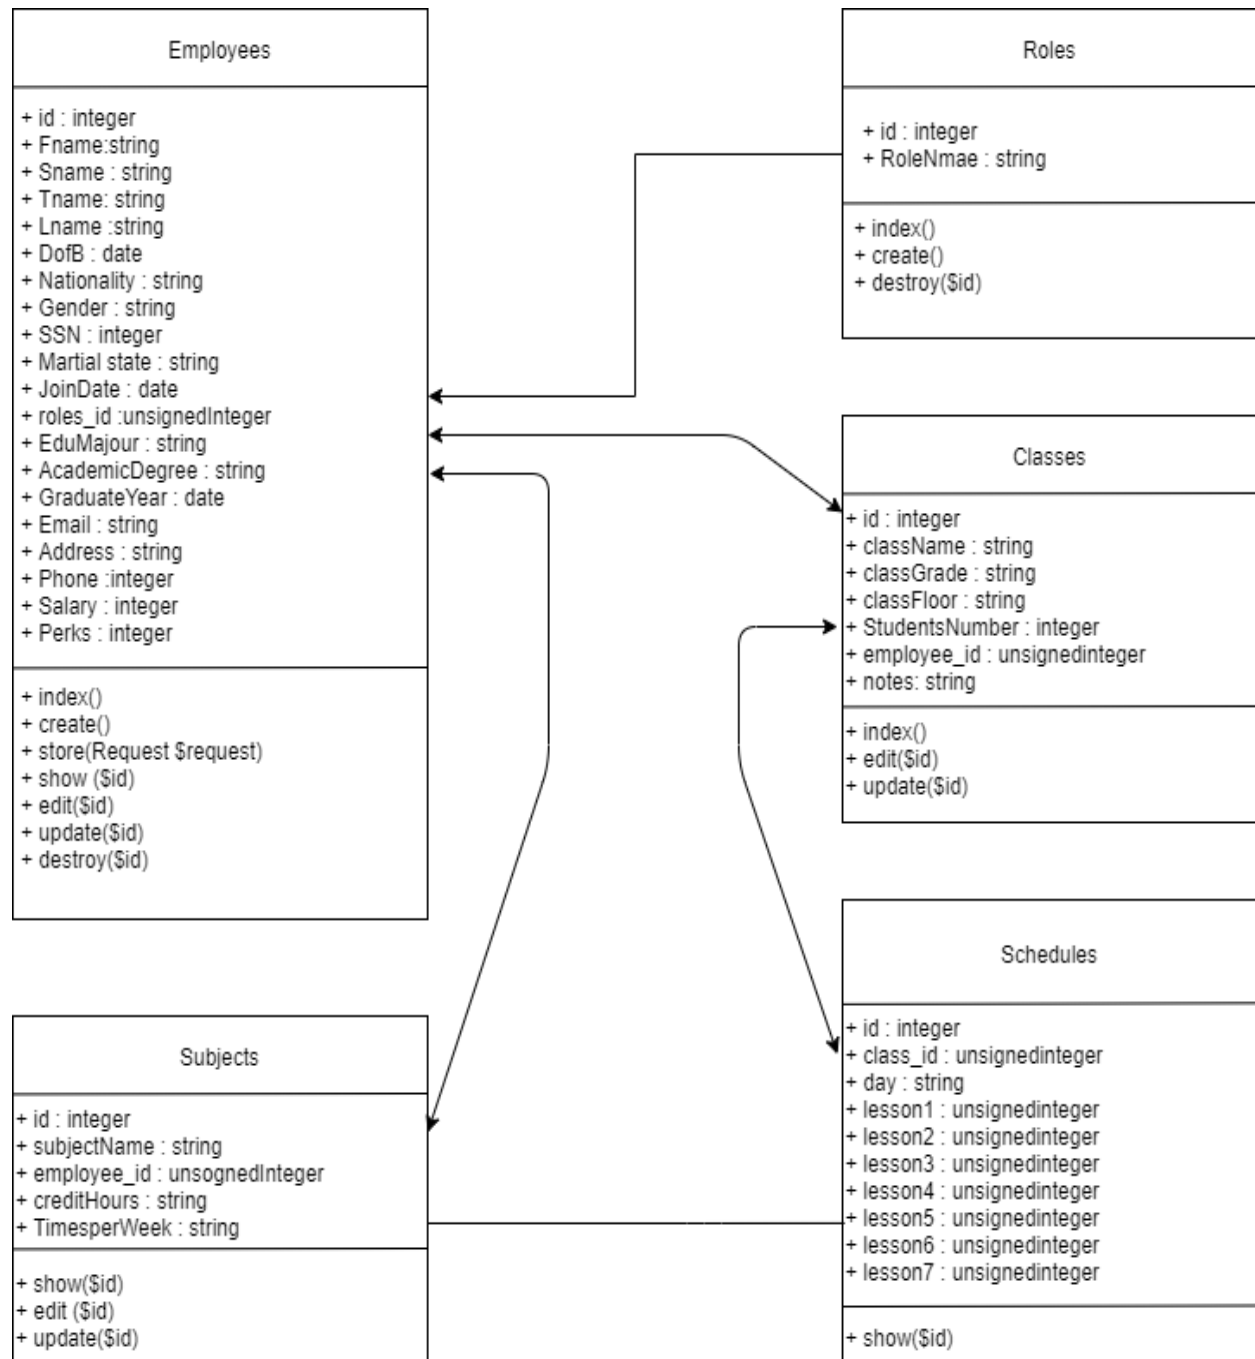 Employees
+ id : integer
+ Fname:string
+ Sname : string
+ Tname: string
+ Lname :string
+ DofB : date
+ Nationality : string
+ Gender : string
+ SSN : integer
+ Martial state : string
+ JoinDate : date
+ roles_id :unsignedInteger
+ EduMajour : string
+ AcademicDegree : string
+ GraduateYear : date
+ Email : string
+ Address : string
+ Phone :integer
+ Salary : integer
+ Perks : integer
+ index()
+ create()
+ store(Request $request)
+ show ($id)
+ edit($id)
+ update($id)
+ destroy($id)
Roles
+ id : integer
+ RoleNmae : string
+ index()
+ create()
+ destroy($id)
Classes
+ id : integer
+ className : string
+ classGrade : string
+ classFloor : string
+ StudentsNumber : integer
+ employee_id : unsignedinteger
+ notes: string
+ index()
+ edit($id)
+ update($id)
Subjects
+ id : integer
+ subjectName : string
+ employee_id : unsognedInteger
+ creditHours : string
+ TimesperWeek : string
+ show($id)
+ edit ($id)
+ update($id)
Schedules
+ id : integer
+ class_id : unsignedinteger
+ day : string
+ lesson1 : unsignedinteger
+ lesson2 : unsignedinteger
+ lesson3 : unsignedinteger
+ lesson4 : unsignedinteger
+ lesson5 : unsignedinteger
+ lesson6 : unsignedinteger
+ lesson7 : unsignedinteger
+ show($id)